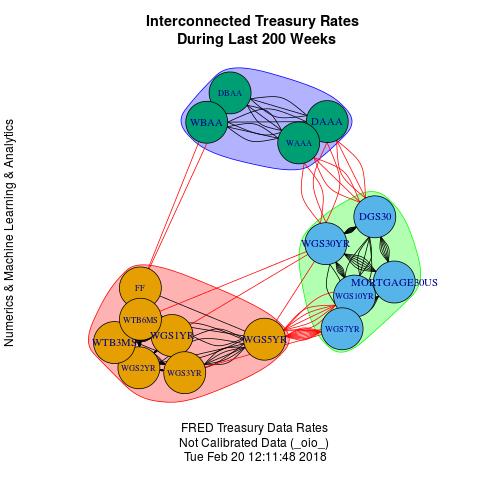 Interconnected Treasury Rates
During Last 200 Weeks
Numerics & Machine Learning & Analytics
DBAA
WBAA
DAAA
WAAA
DGS30
WGS30YR
MORTGAGE30US
WGS10YR
WGS7YR
FF
WTB6MS
WGS1YR
WTB3MS
WGS5YR
WGS2YR
WGS3YR
FRED Treasury Data Rates
Not Calibrated Data (_oio_)
Tue Feb 20 12:11:48 2018